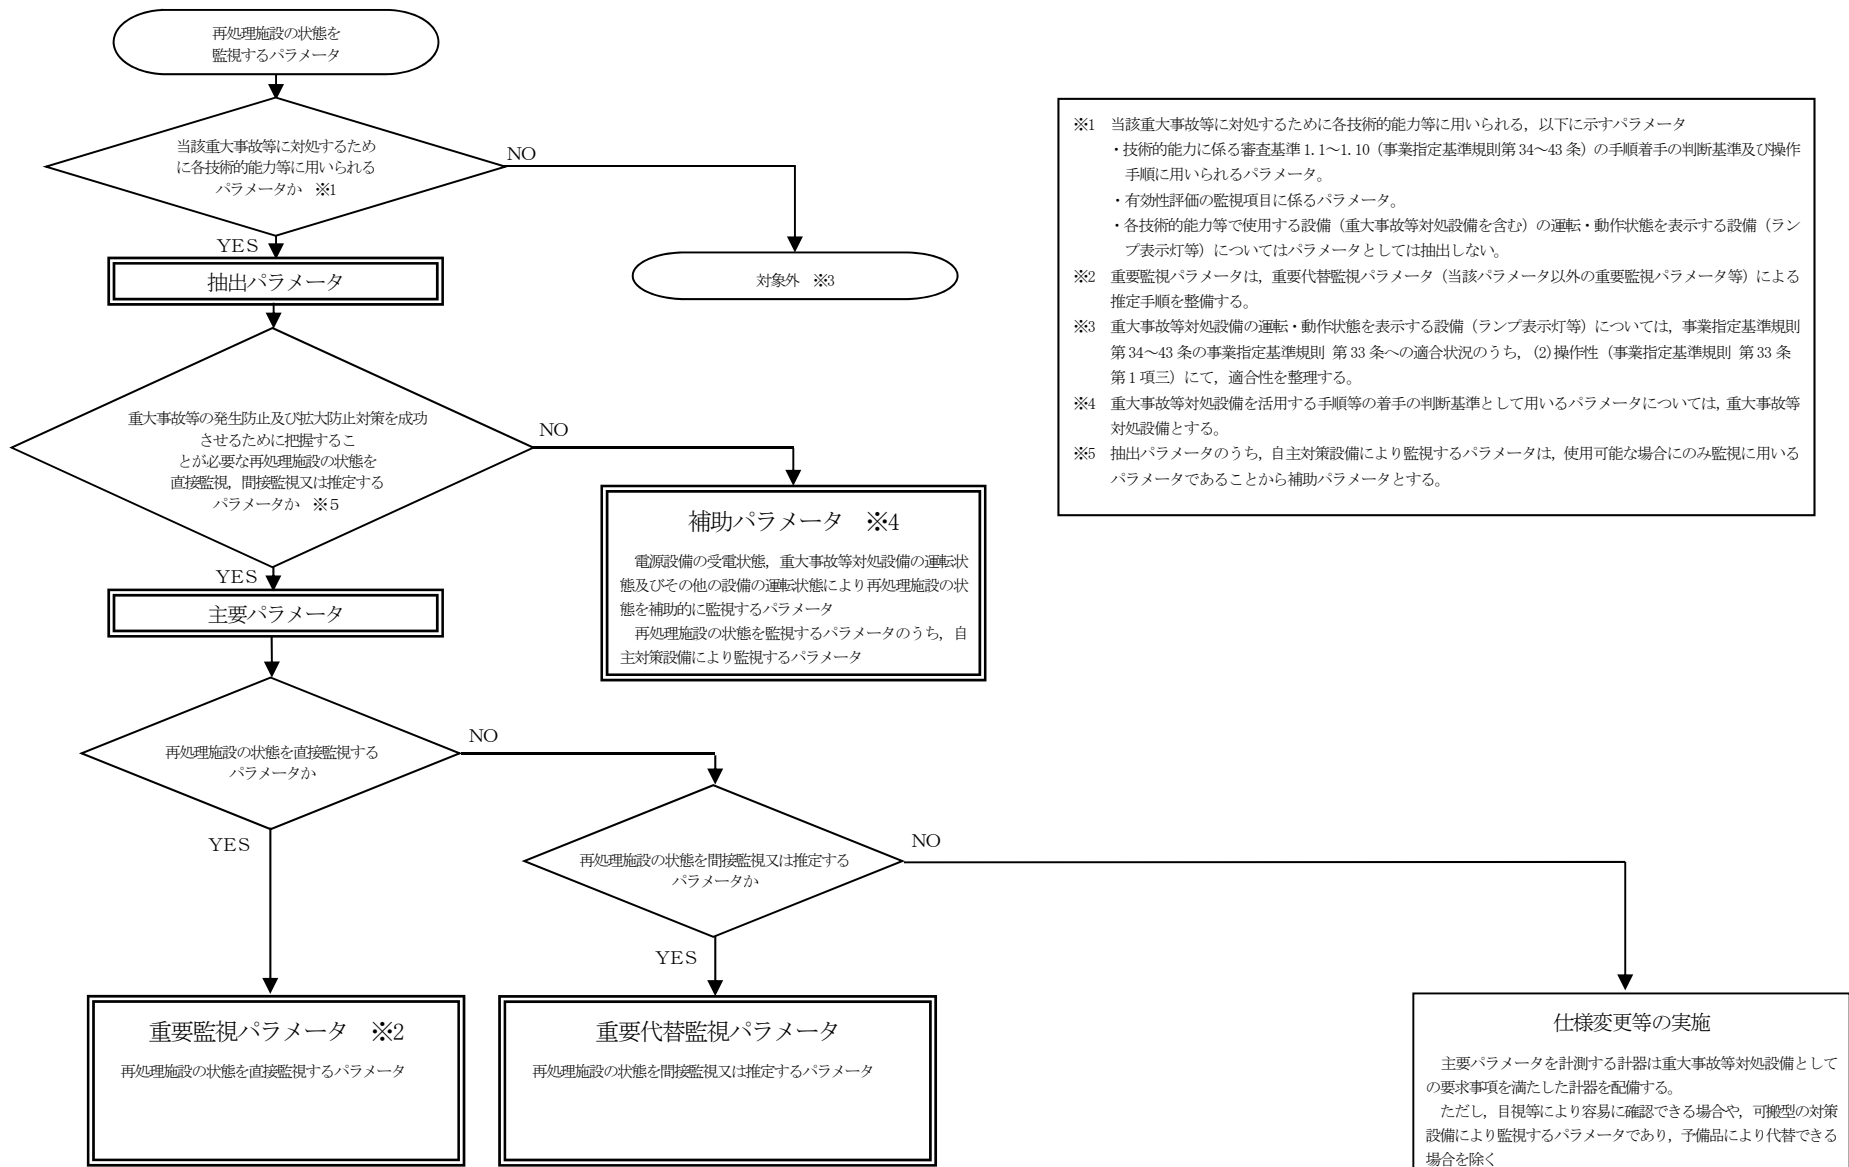 再処理施設の状態を
監視するパラメータ
当該重大事故等に対処するため
に各技術的能力等に用いられる
パラメータか　※1
NO
YES
抽出パラメータ
対象外　※3
重大事故等の発生防止及び拡大防止対策を成功
させるために把握するこ
とが必要な再処理施設の状態を
直接監視，間接監視又は推定する
パラメータか　※5
NO
YES
補助パラメータ　※4
電源設備の受電状態，重大事故等対処設備の運転状
態及びその他の設備の運転状態により再処理施設の状
態を補助的に監視するパラメータ
再処理施設の状態を監視するパラメータのうち，自
主対策設備により監視するパラメータ
主要パラメータ
再処理施設の状態を直接監視する
パラメータか
NO
YES
再処理施設の状態を間接監視又は推定する
パラメータか
NO
YES
重要監視パラメータ　※2
再処理施設の状態を直接監視するパラメータ
重要代替監視パラメータ
再処理施設の状態を間接監視又は推定するパラメータ
仕様変更等の実施
主要パラメータを計測する計器は重大事故等対処設備として
の要求事項を満たした計器を配備する。
ただし，目視等により容易に確認できる場合や，可搬型の対策
設備により監視するパラメータであり，予備品により代替できる
場合を除く
※1　当該重大事故等に対処するために各技術的能力等に用いられる，以下に示すパラメータ
・技術的能力に係る審査基準 1.1～1.10（事業指定基準規則第 34～43 条）の手順着手の判断基準及び操作
手順に用いられるパラメータ。
・有効性評価の監視項目に係るパラメータ。
・各技術的能力等で使用する設備（重大事故等対処設備を含む）の運転・動作状態を表示する設備（ラン
プ表示灯等）についてはパラメータとしては抽出しない。
※2　重要監視パラメータは，重要代替監視パラメータ（当該パラメータ以外の重要監視パラメータ等）による
推定手順を整備する。
※3　重大事故等対処設備の運転・動作状態を表示する設備（ランプ表示灯等）については，事業指定基準規則
第 34～43 条の事業指定基準規則 第 33 条への適合状況のうち，(2)操作性（事業指定基準規則 第 33 条
第 1 項三）にて，適合性を整理する。
※4　重大事故等対処設備を活用する手順等の着手の判断基準として用いるパラメータについては，重大事故等
対処設備とする。
※5　抽出パラメータのうち，自主対策設備により監視するパラメータは，使用可能な場合にのみ監視に用いる
パラメータであることから補助パラメータとする。